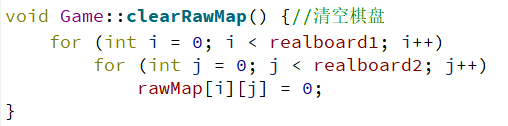 void Game::clearRawMap() {//清空棋盘
    for (int i = 0; i < realboard1; i++)
        for (int j = 0; j < realboard2; j++)
            rawMap[i][j] = 0;
}